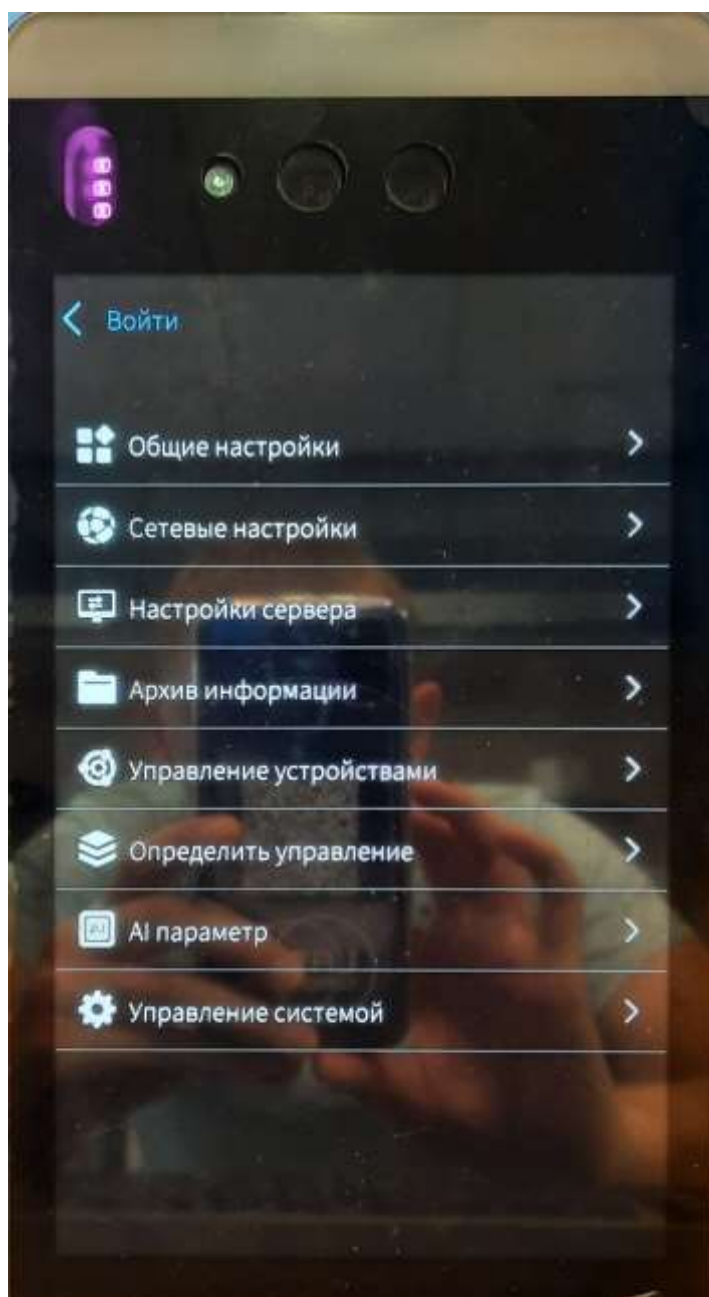 Войти
Общие настройки
Сетевые настройки
Настройки сервера
Архив информации
Управление устройствами
Определить управление
AI параметр
Управление системой